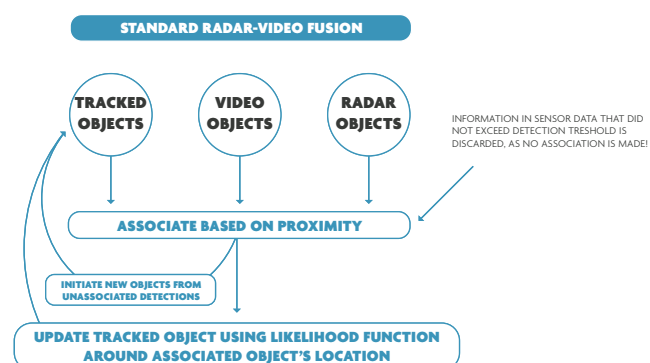 STANDARD RADAR-VIDEO FUSION
TRACKED
OBJECTS
VIDEO
OBJECTS
RADAR
OBJECTS
INFORMATION IN SENSOR DATA THAT DID
NOT EXCEED DETECTION TRESHOLD IS
DISCARDED, AS NO ASSOCIATION IS MADE!
ASSOCIATE BASED ON PROXIMITY
INITIATE NEW OBJECTS FROM
UNASSOCIATED DETECTIONS
UPDATE TRACKED OBJECT USING LIKELIHOOD FUNCTION
AROUND ASSOCIATED OBJECT'S LOCATION